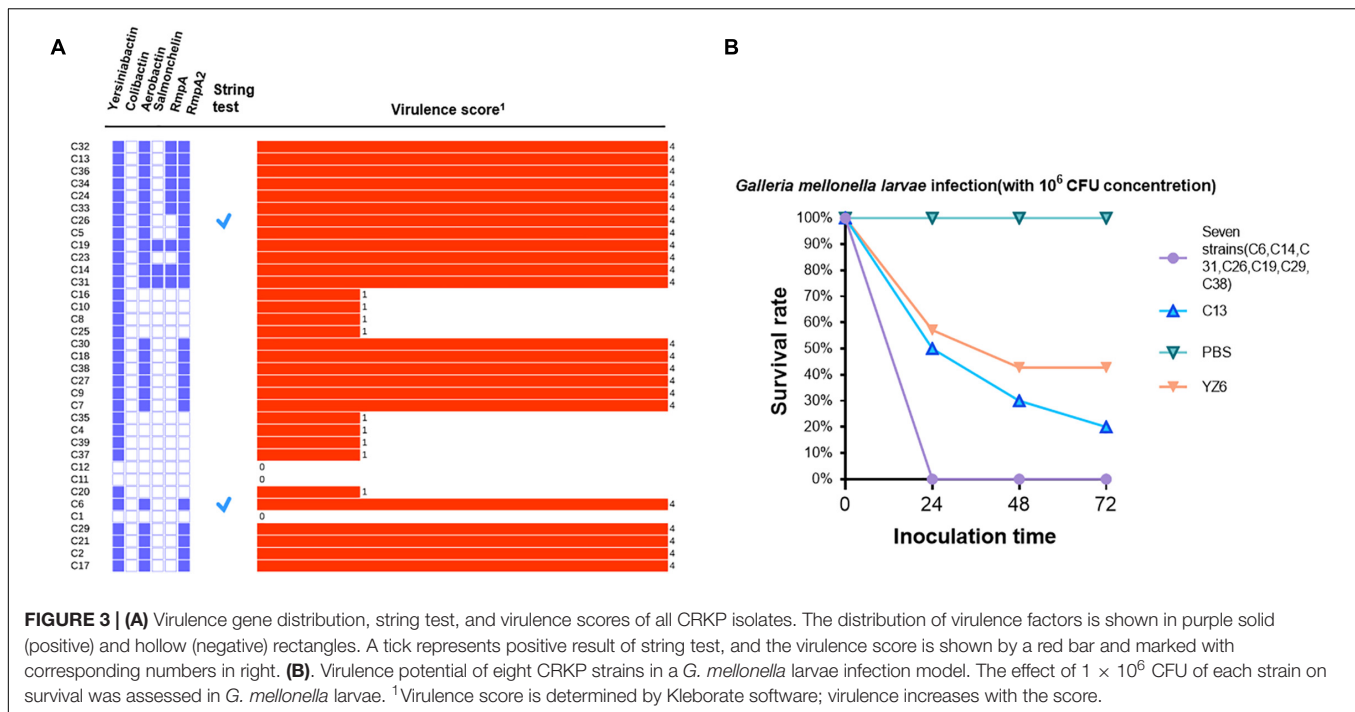 A
Yersiniabactin
Colibactin
Aerobactin
Salmonchelin
RmpA
RmpA2
String
test
Virulence score1
C32 4
C13 4
C36 4
C34 4
C24 4
C33 4
C26 4
C5 4
C19 4
C23 4
C14 4
C31 4
C16 1
C10 1
C8 1
C25 1
C30 4
C18 4
C38 4
C27 4
C9 4
C7 4
C35 1
C4 1
C39 1
C37 1
C12 0
C11 0
C20 1
C6 4
C1 0
C29 4
C21 4
C2 4
C17 4
B
Galleria mellonella larvae infection(with 10^6 CFU concentretion)
Survival rate
100%
90%
80%
70%
60%
50%
40%
30%
20%
10%
0%
0 24 48 72
Inoculation time
Seven
strains(C6,C14,C
31,C26,C19,C29,
C38)
C13
PBS
YZ6
FIGURE 3 | (A) Virulence gene distribution, string test, and virulence scores of all CRKP isolates. The distribution of virulence factors is shown in purple solid
(positive) and hollow (negative) rectangles. A tick represents positive result of string test, and the virulence score is shown by a red bar and marked with
corresponding numbers in right. (B). Virulence potential of eight CRKP strains in a G. mellonella larvae infection model. The effect of 1 × 10^6 CFU of each strain on
survival was assessed in G. mellonella larvae. 1Virulence score is determined by Kleborate software; virulence increases with the score.